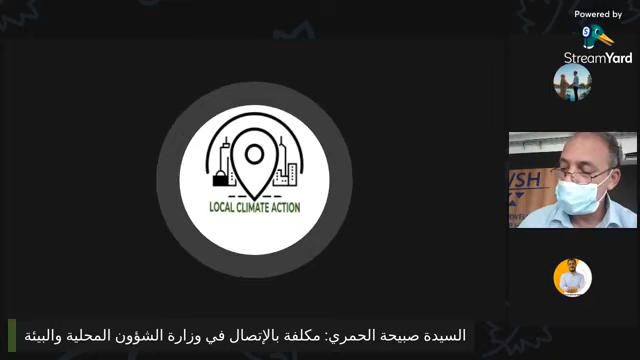 Powered by
StreamYard
LOCAL CLIMATE ACTION
السيدة صبيحة الحمري: مكلفة بالإتصال في وزارة الشؤون المحلية والبيئة